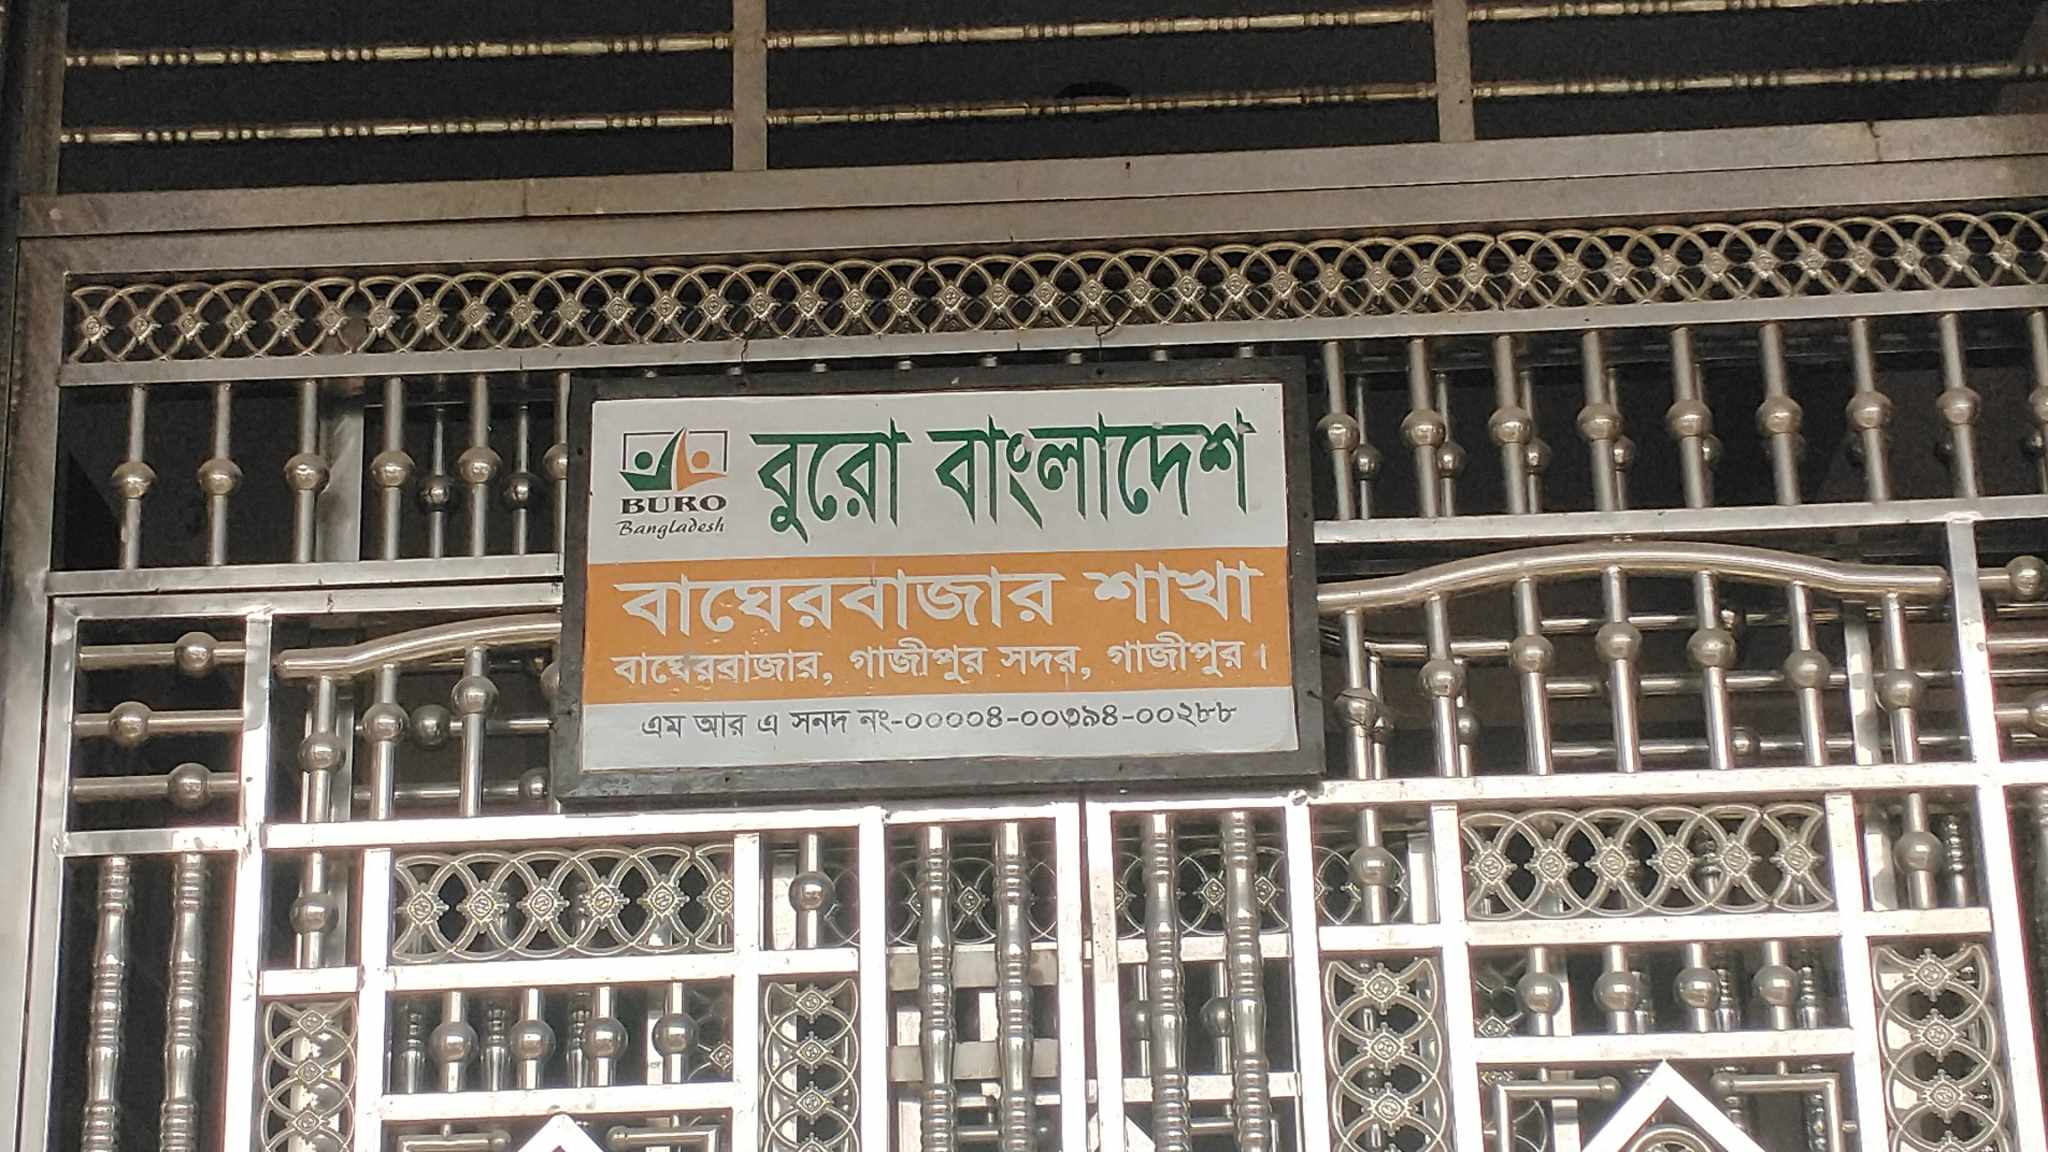 BURO
Bangladesh
বুরো বাংলাদেশ
বাঘেরবাজার শাখা
বাঘেরবাজার, গাজীপুর সদর, গাজীপুর।
এম আর এ সনদ নং-০০০০৪-০০৩৯৪-০০২৮৮